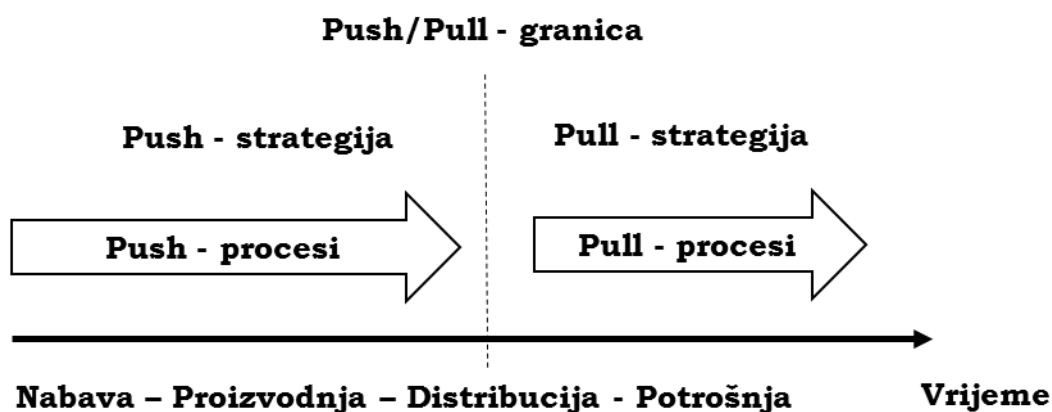 Push/Pull - granica
Push - strategija
Pull - strategija
Push - procesi
Pull - procesi
Nabava – Proizvodnja – Distribucija - Potrošnja
Vrijeme